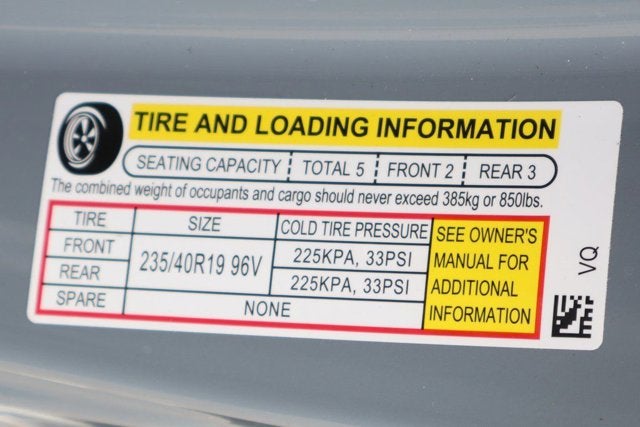 TIRE AND LOADING INFORMATION
SEATING CAPACITY TOTAL 5 FRONT 2 REAR 3
The combined weight of occupants and cargo should never exceed 385kg or 850lbs.
TIRE SIZE COLD TIRE PRESSURE
FRONT 235/40R19 96V 225KPA, 33PSI
REAR 225KPA, 33PSI
SPARE NONE
SEE OWNER'S
MANUAL FOR
ADDITIONAL
INFORMATION
VQ